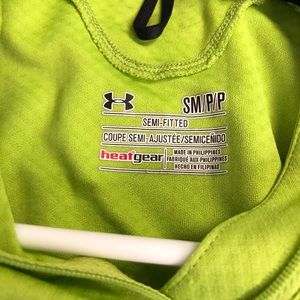 SM/P/P
SEMI-FITTED
COUPE SEMI-AJUSTÉE/SEMICEÑIDO
heatgear
MADE IN PHILIPPINES
FABRIQUÉ AUX PHILIPPINES
HECHO EN FILIPINAS